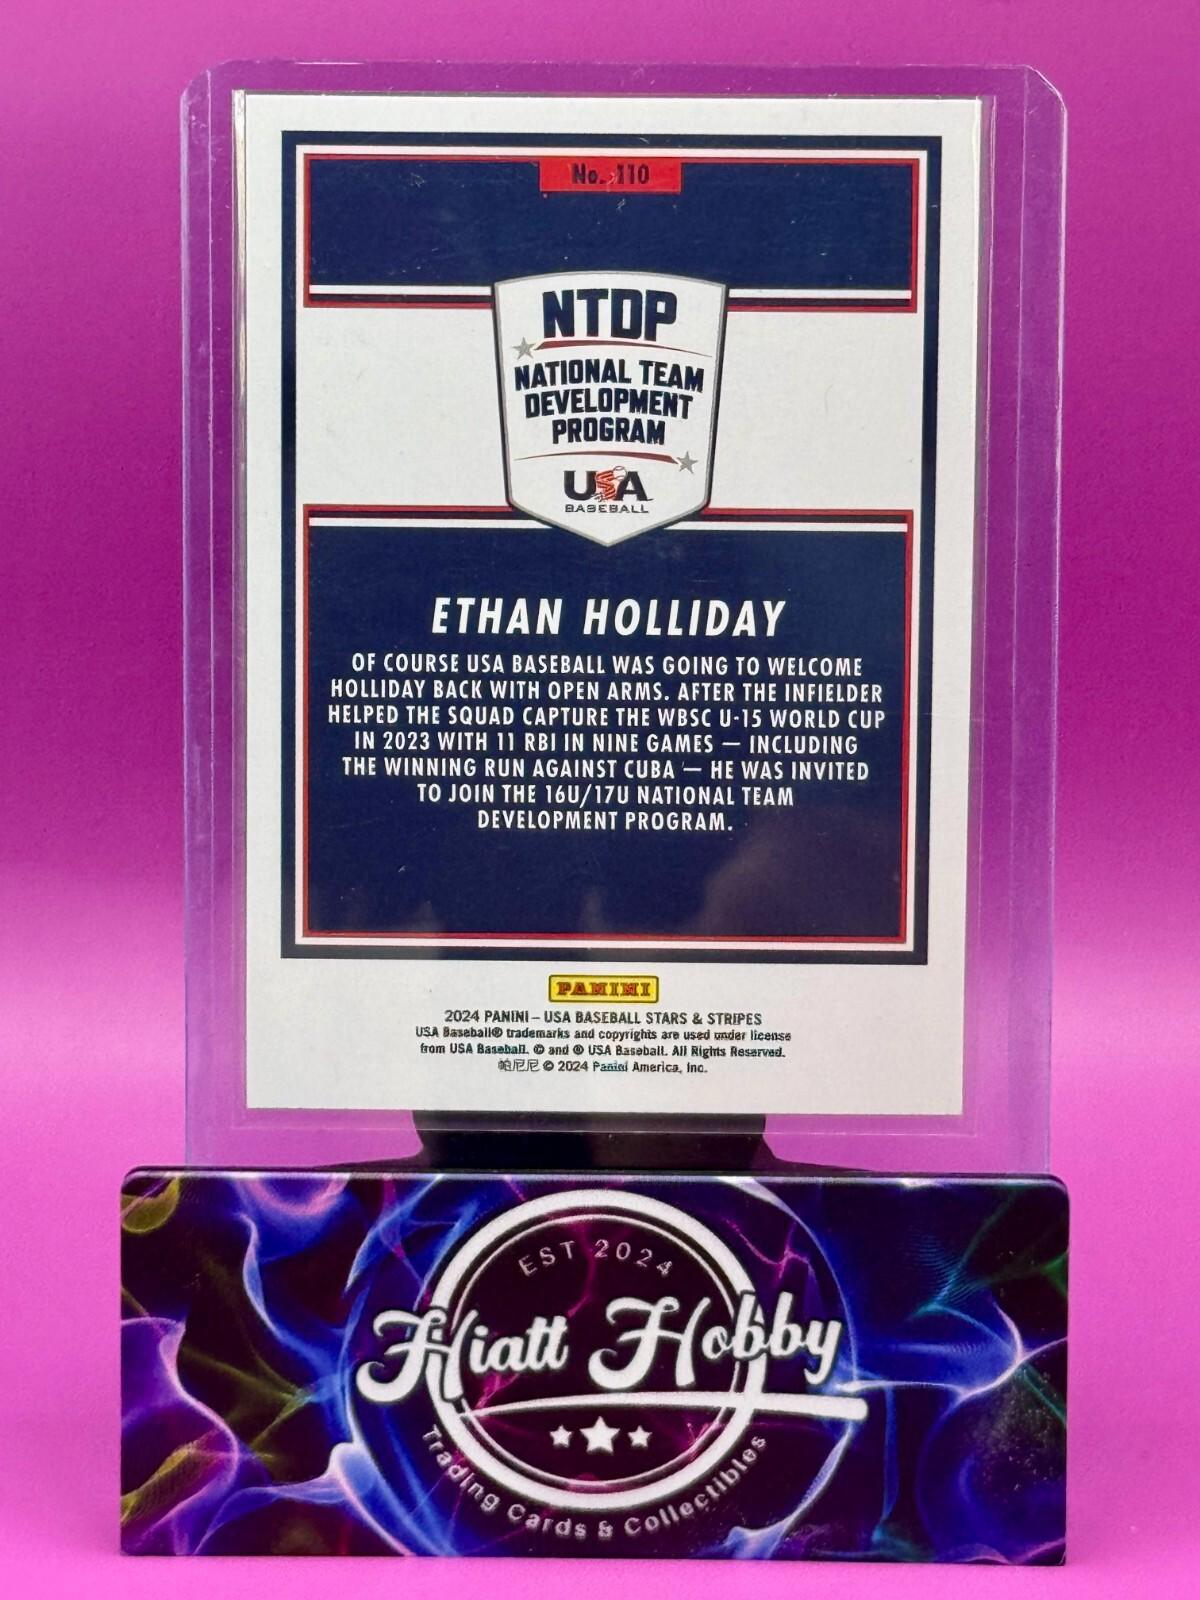 No. 110
NTDP
NATIONAL TEAM
DEVELOPMENT
PROGRAM
USA
BASEBALL
ETHAN HOLLIDAY
OF COURSE USA BASEBALL WAS GOING TO WELCOME
HOLLIDAY BACK WITH OPEN ARMS. AFTER THE INFIELDER
HELPED THE SQUAD CAPTURE THE WBSC U-15 WORLD CUP
IN 2023 WITH 11 RBI IN NINE GAMES — INCLUDING
THE WINNING RUN AGAINST CUBA — HE WAS INVITED
TO JOIN THE 16U/17U NATIONAL TEAM
DEVELOPMENT PROGRAM.
PANINI
2024 PANINI – USA BASEBALL STARS & STRIPES
USA Baseball® trademarks and copyrights are used under license
from USA Baseball. © and ® USA Baseball. All Rights Reserved.
帕尼尼 © 2024 Panini America, Inc.
EST 2024
Hiatt Hobby
Trading Cards & Collectibles